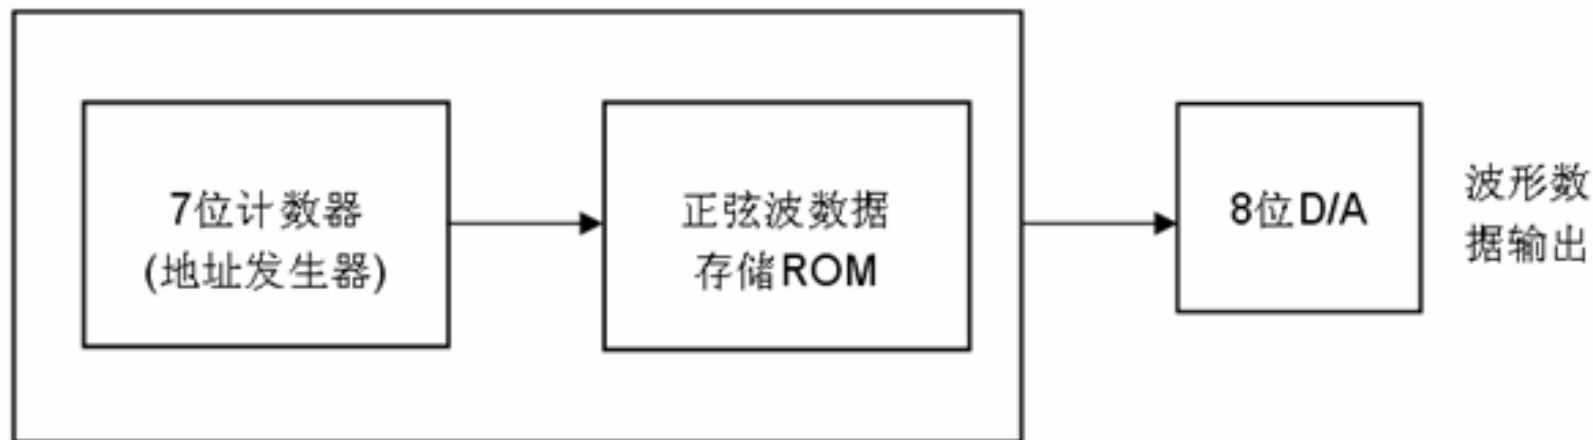 7位计数器
(地址发生器)
正弦波数据
存储ROM
8位D/A
波形数
据输出